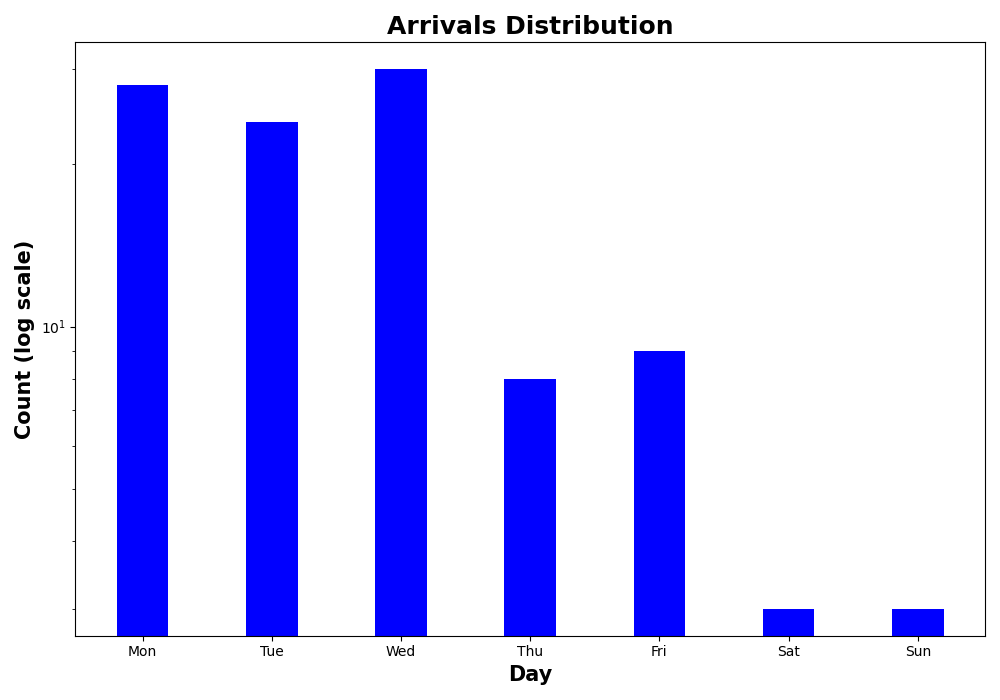 Arrivals Distribution
Count (log scale)
10¹
Mon Tue Wed Thu Fri Sat Sun
Day